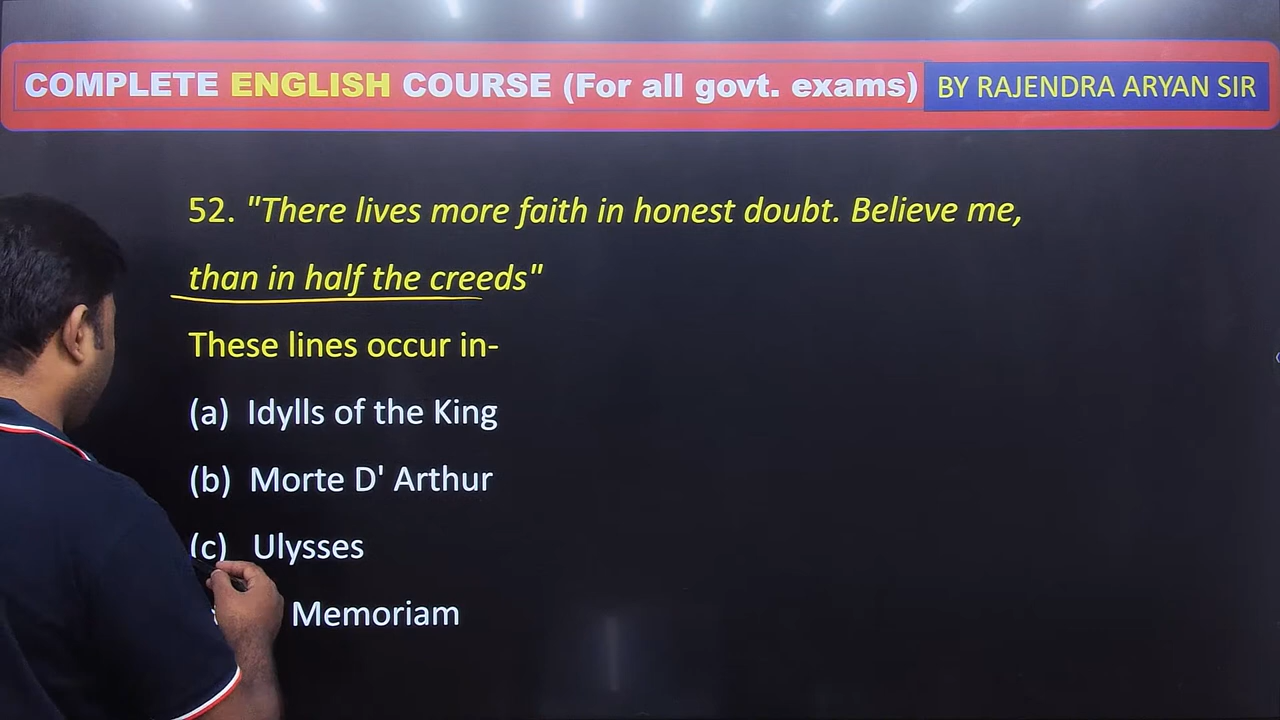 COMPLETE ENGLISH COURSE (For all govt. exams) BY RAJENDRA ARYAN SIR
52. "There lives more faith in honest doubt. Believe me,
than in half the creeds"
These lines occur in-
(a) Idylls of the King
(b) Morte D' Arthur
(c) Ulysses
Memoriam